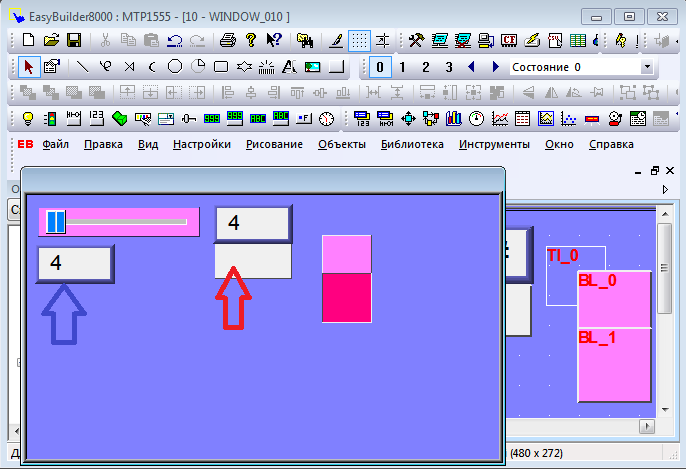 EasyBuilder8000 : MTP1555 - [10 - WINDOW_010 ]
0 1 2 3 Состояние 0
EB Файл Правка Вид Настройки Рисование Объекты Библиотека Инструменты Окно Справка
4
4
TI_0
BL_0
BL_1
(480 x 272)